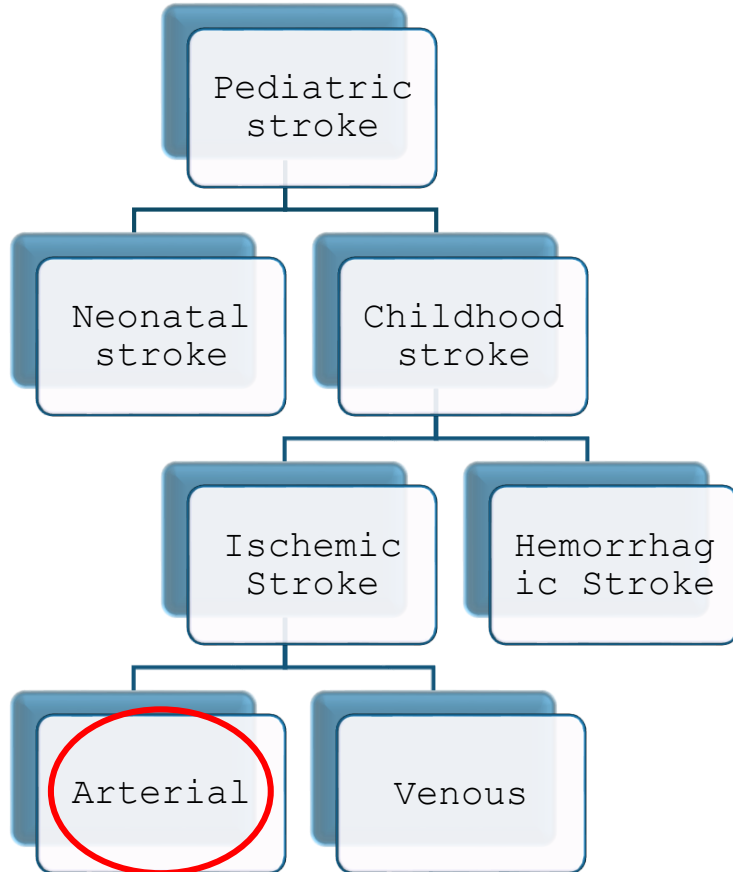 Pediatric
stroke
Neonatal
stroke
Childhood
stroke
Ischemic
Stroke
Hemorrhag
ic Stroke
Arterial
Venous